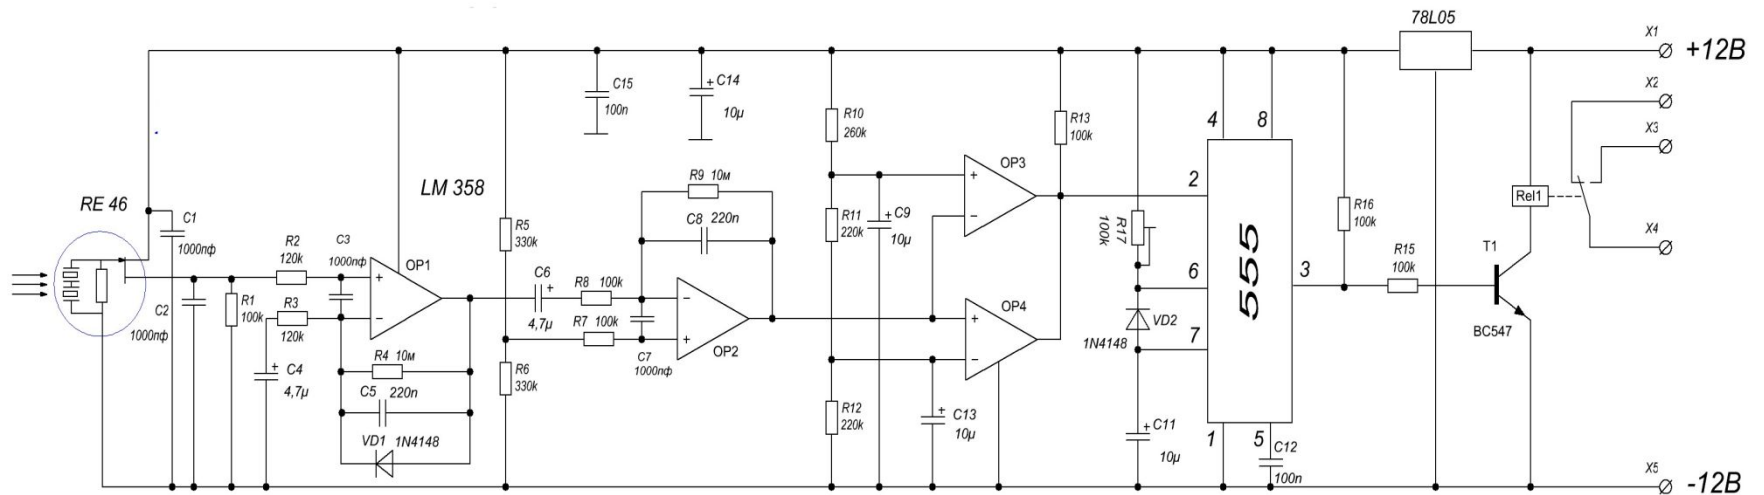 78L05
X1
+12В
X2
X3
X4
X5
-12В
RE 46
C1
1000пф
C2
1000пф
R1
100k
R2
120k
R3
120k
C3
1000пф
C4
4,7μ
+
−
OP1
R4 10м
C5 220n
VD1 1N4148
LM 358
R5
330k
R6
330k
C6
+
4,7μ
R8 100k
R7 100k
C7
1000пф
R9 10м
C8 220n
−
+
OP2
C15
100n
+ C14
10μ
R10
260k
R11
220k
R12
220k
+ C9
10μ
+ C13
10μ
+
−
OP3
+
−
OP4
R13
100k
R17
100k
VD2
1N4148
+ C11
10μ
4
8
2
6
7
3
1
5
555
C12
100n
R16
100k
R15
100k
T1
BC547
Rel1